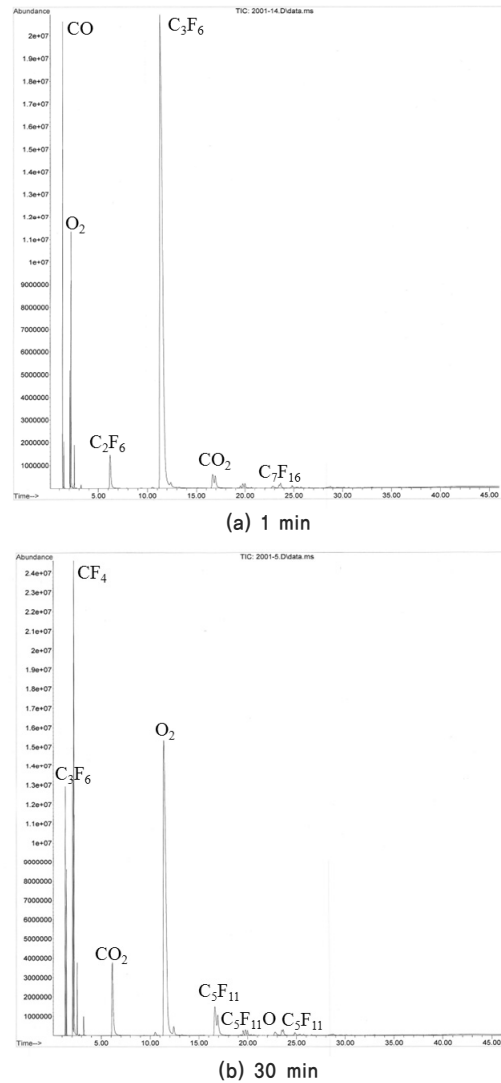 Abundance
TIC: 2001-14.D\data.ms
CO
C₃F₆
2e+07
1.9e+07
1.8e+07
1.7e+07
1.6e+07
1.5e+07
1.4e+07
1.3e+07
1.2e+07
O₂
1.1e+07
1e+07
9000000
8000000
7000000
6000000
5000000
4000000
3000000
2000000
C₂F₆
CO₂
C₇F₁₆
1000000
5.00 10.00 15.00 20.00 25.00 30.00 35.00 40.00 45.00
Time-->
(a) 1 min
Abundance
TIC: 2001-5.D\data.ms
CF₄
2.4e+07
2.3e+07
2.2e+07
2.1e+07
2e+07
1.9e+07
1.8e+07
1.7e+07
1.6e+07
O₂
1.5e+07
1.4e+07
C₃F₆
1.3e+07
1.2e+07
1.1e+07
1e+07
9000000
8000000
7000000
6000000
5000000
CO₂
4000000
3000000
2000000
C₅F₁₁
C₅F₁₁O C₅F₁₁
1000000
Time-->
5.00 10.00 15.00 20.00 25.00 30.00 35.00 40.00 45.00
(b) 30 min